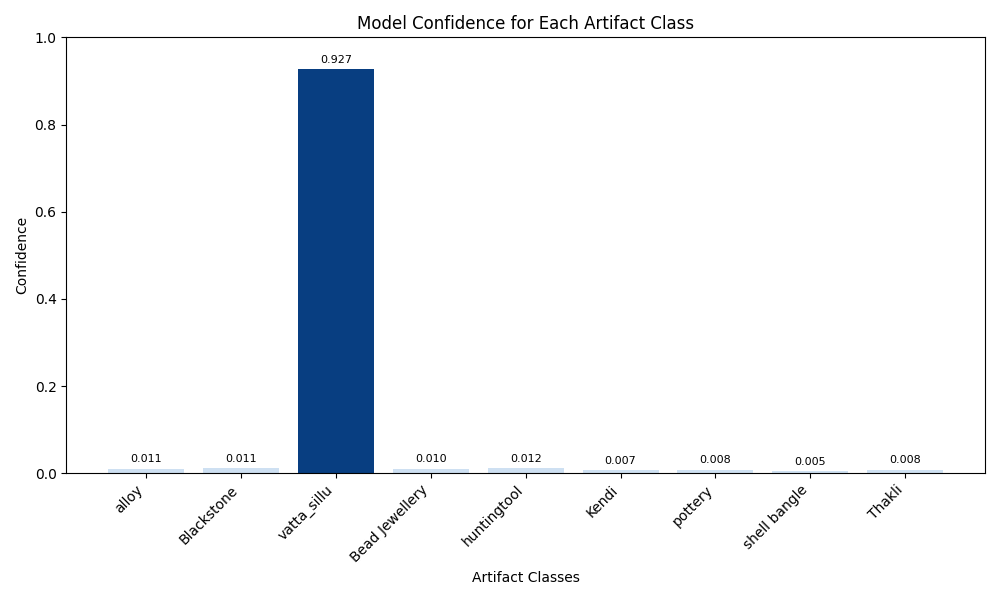 Model Confidence for Each Artifact Class
1.0
0.8
0.6
0.4
0.2
0.0
Confidence
0.011
0.011
0.927
0.010
0.012
0.007
0.008
0.005
0.008
alloy
Blackstone
vatta_sillu
Bead Jewellery
huntingtool
Kendi
pottery
shell bangle
Thakli
Artifact Classes